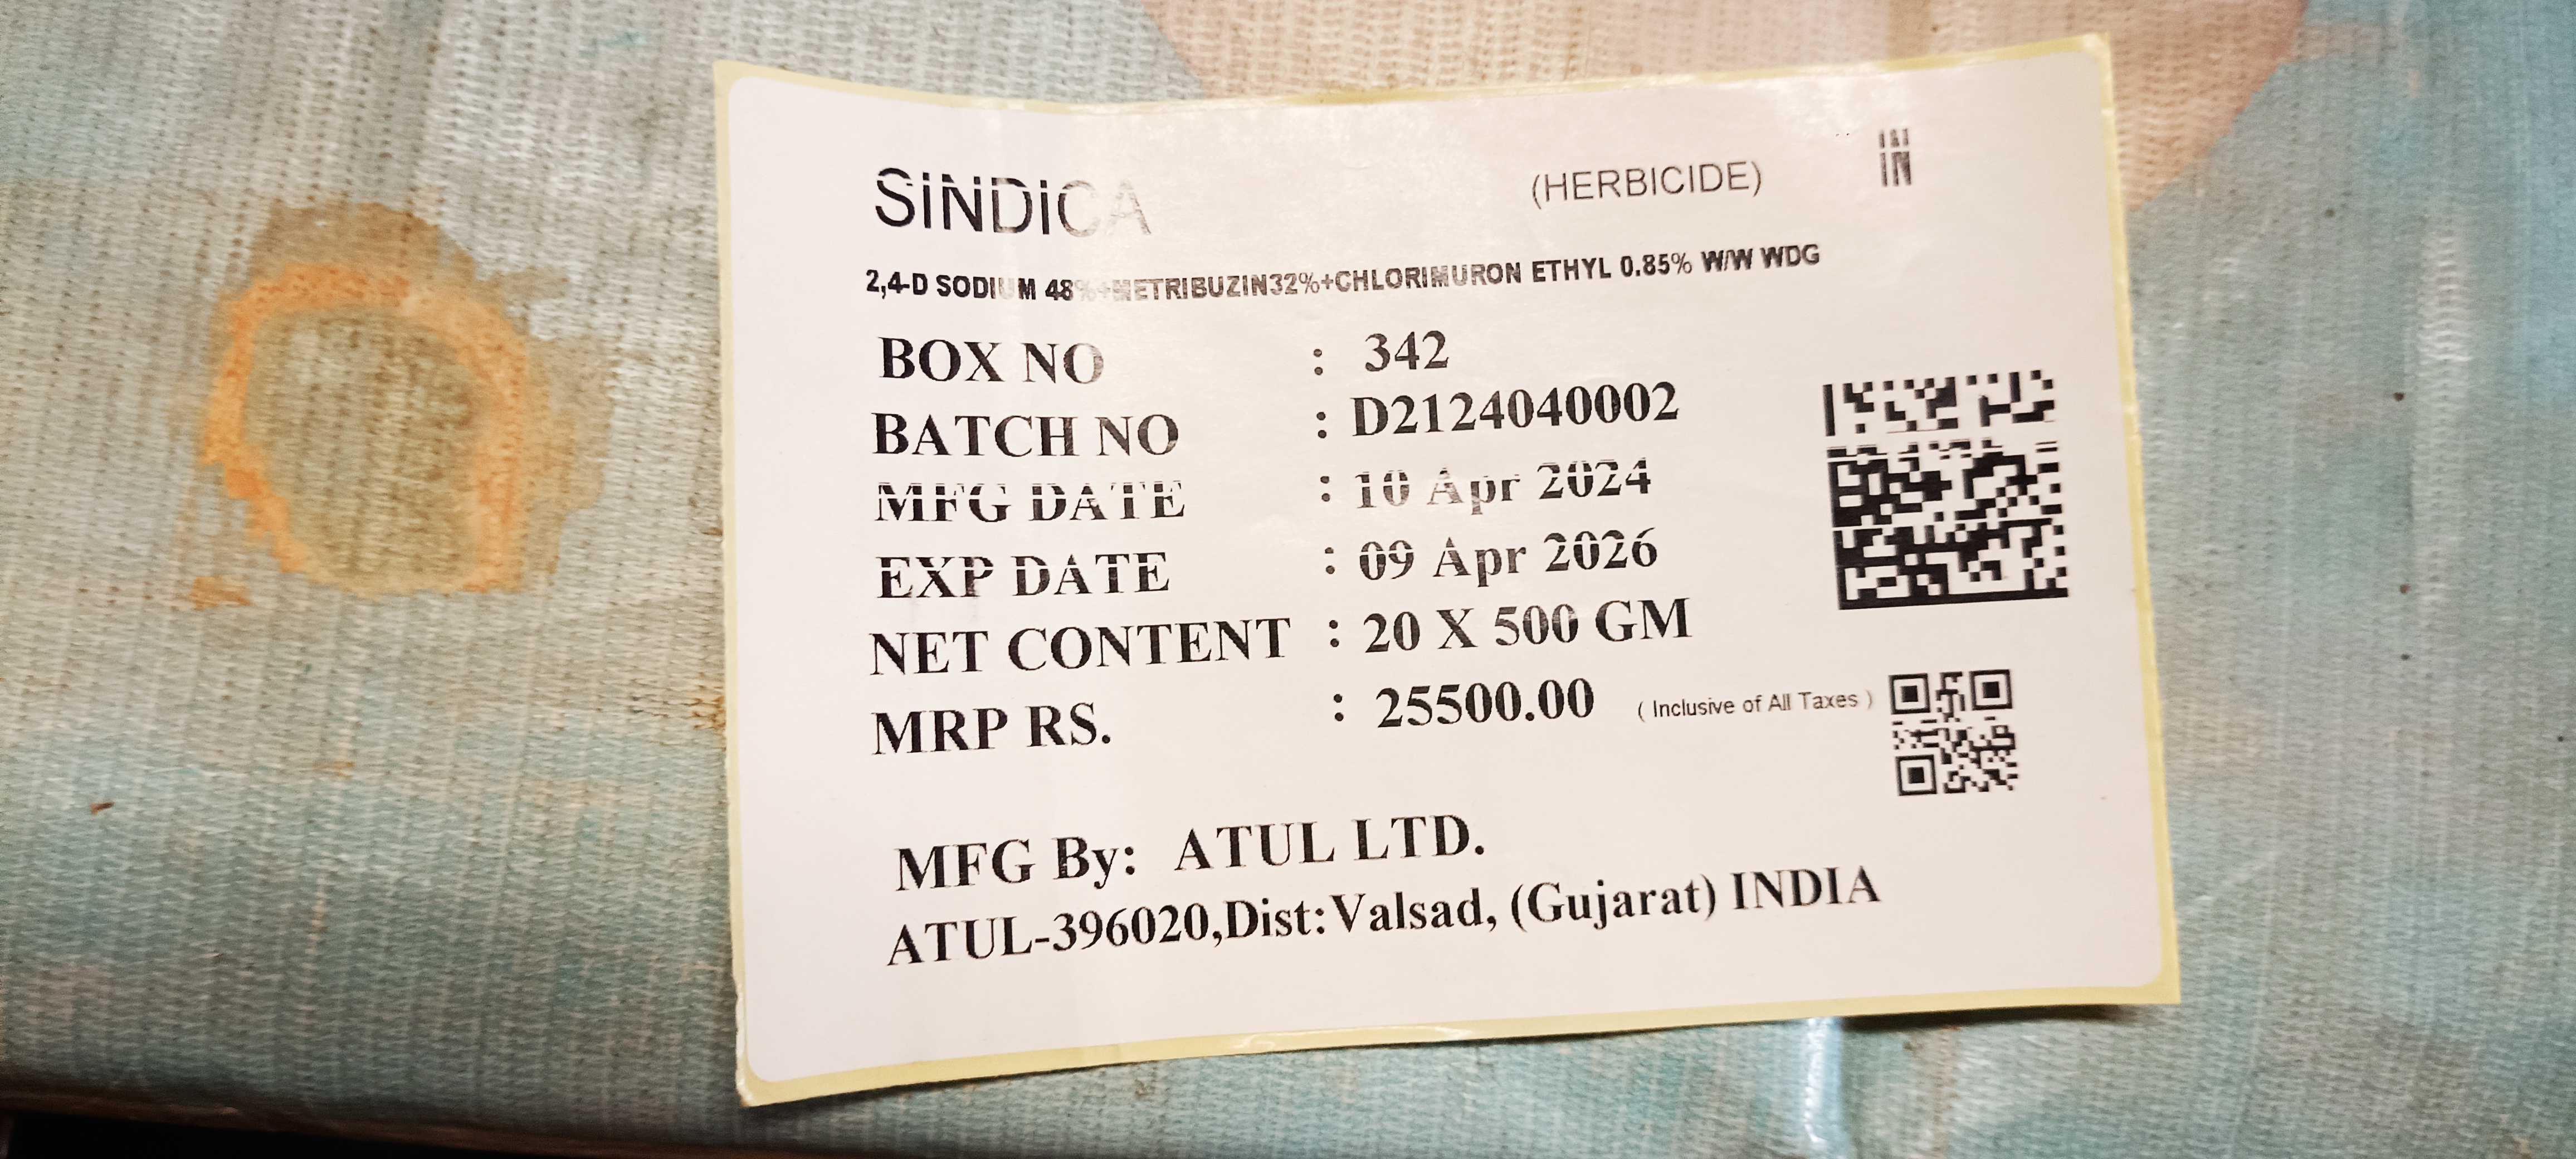 SiNDiCA (HERBICIDE) IN
2,4-D SODIUM 48%+METRIBUZIN32%+CHLORIMURON ETHYL 0.85% W/W WDG
BOX NO : 342
BATCH NO : D2124040002
MFG DATE : 10 Apr 2024
EXP DATE : 09 Apr 2026
NET CONTENT : 20 X 500 GM
MRP RS. : 25500.00 ( Inclusive of All Taxes )
MFG By: ATUL LTD.
ATUL-396020,Dist:Valsad, (Gujarat) INDIA